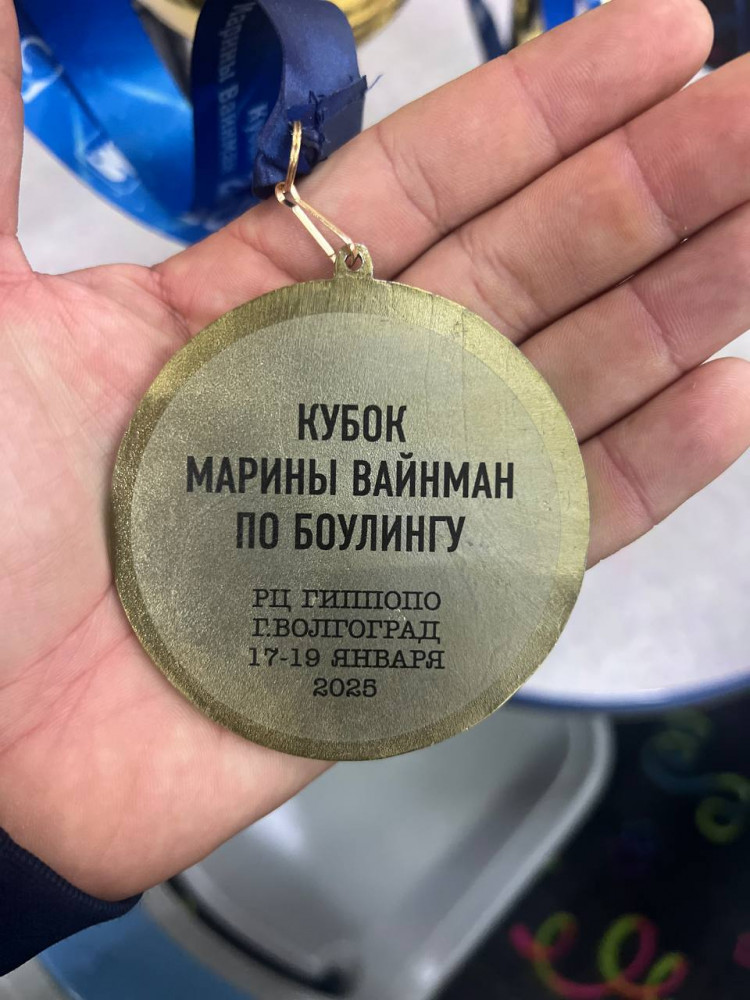 КУБОК
МАРИНЫ ВАЙНМАН
ПО БОУЛИНГУ
РЦ ГИППОПО
Г.ВОЛГОГРАД
17-19 ЯНВАРЯ
2025